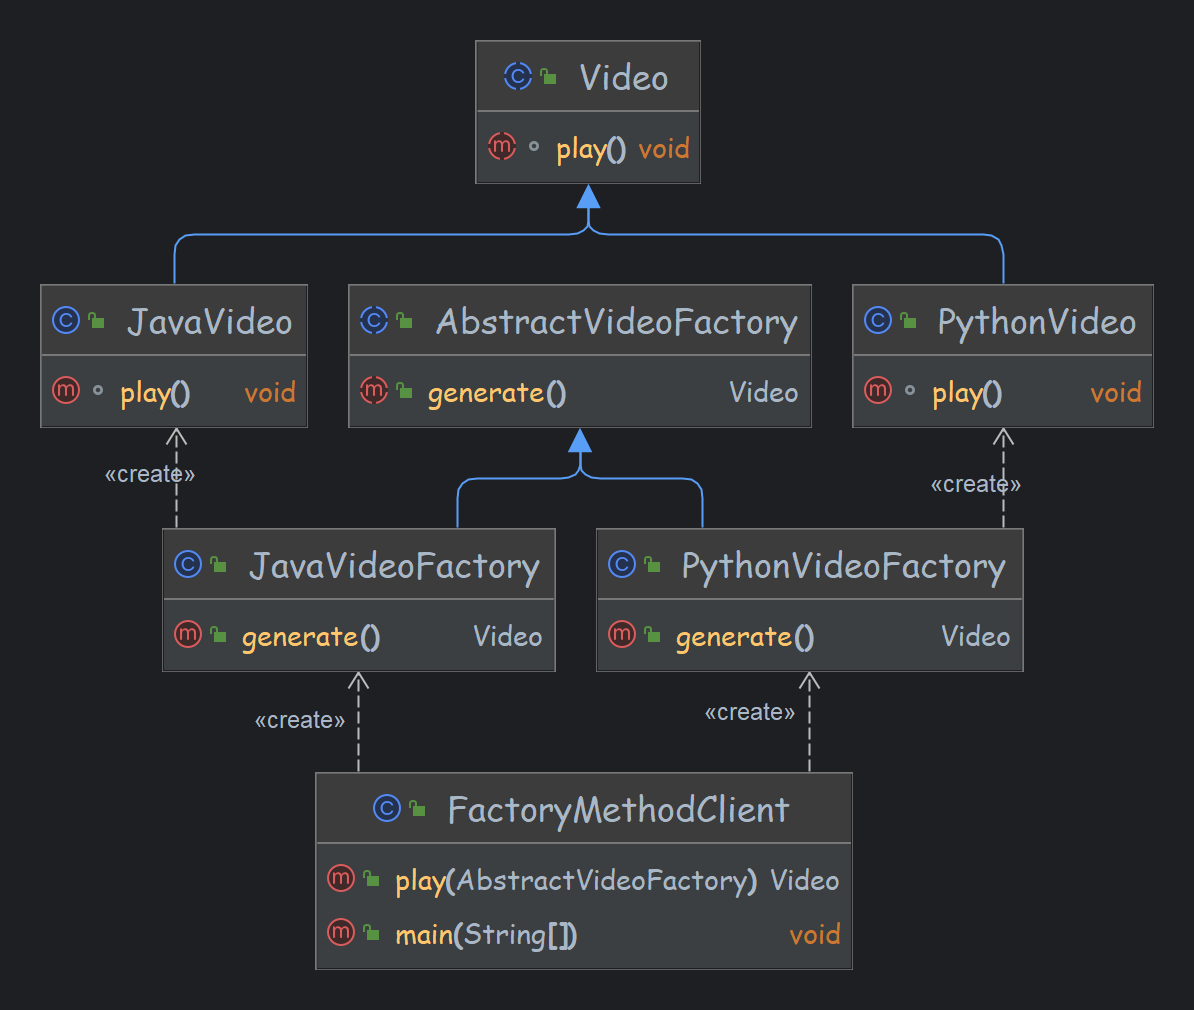 Video
play() void
JavaVideo
play() void
AbstractVideoFactory
generate() Video
PythonVideo
play() void
«create»
«create»
JavaVideoFactory
generate() Video
PythonVideoFactory
generate() Video
«create»
«create»
FactoryMethodClient
play(AbstractVideoFactory) Video
main(String[]) void